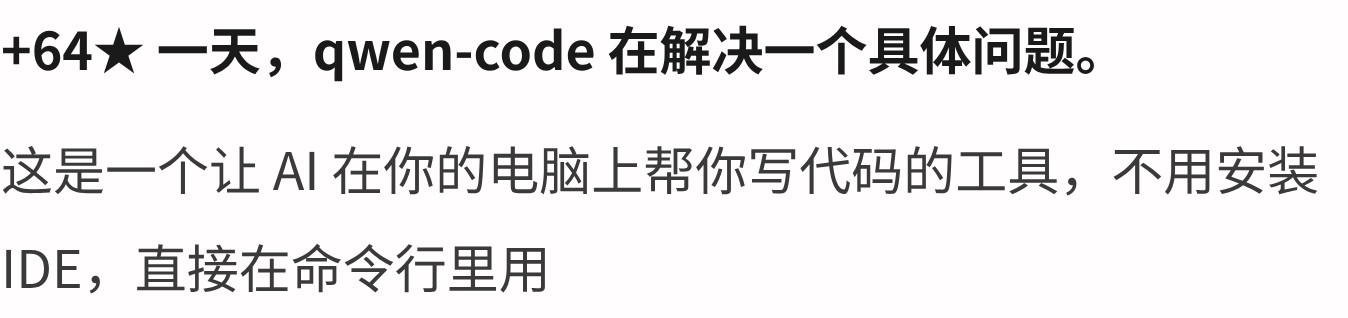 +64★ 一天，qwen-code 在解决一个具体问题。
这是一个让 AI 在你的电脑上帮你写代码的工具，不用安装
IDE，直接在命令行里用